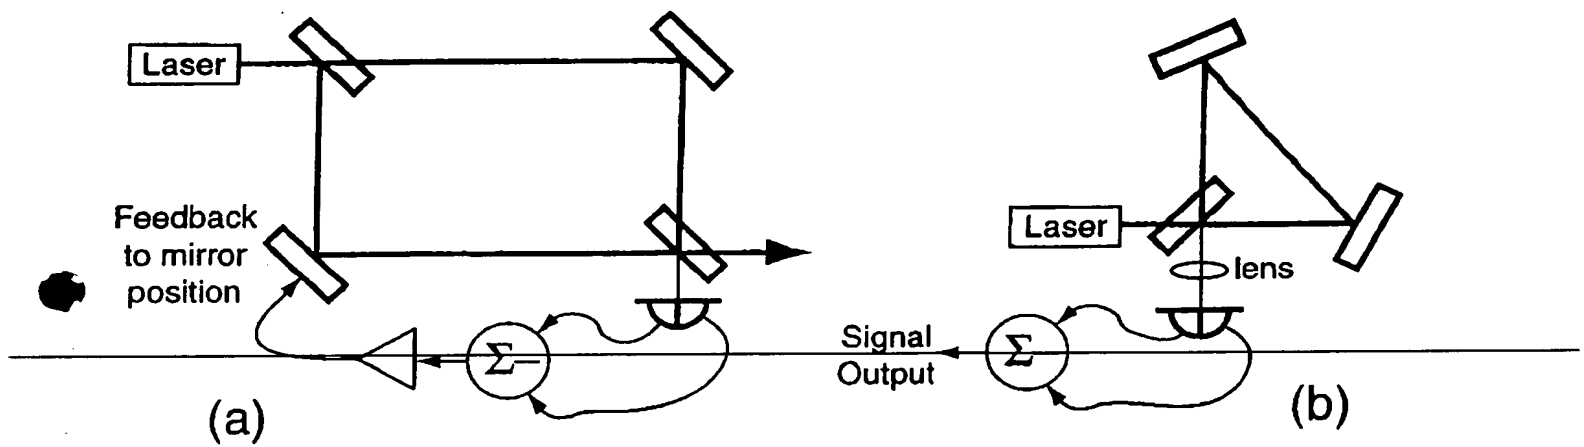 Laser
Feedback
to mirror
position
Σ–
(a)
Laser
lens
Signal
Output
Σ
(b)